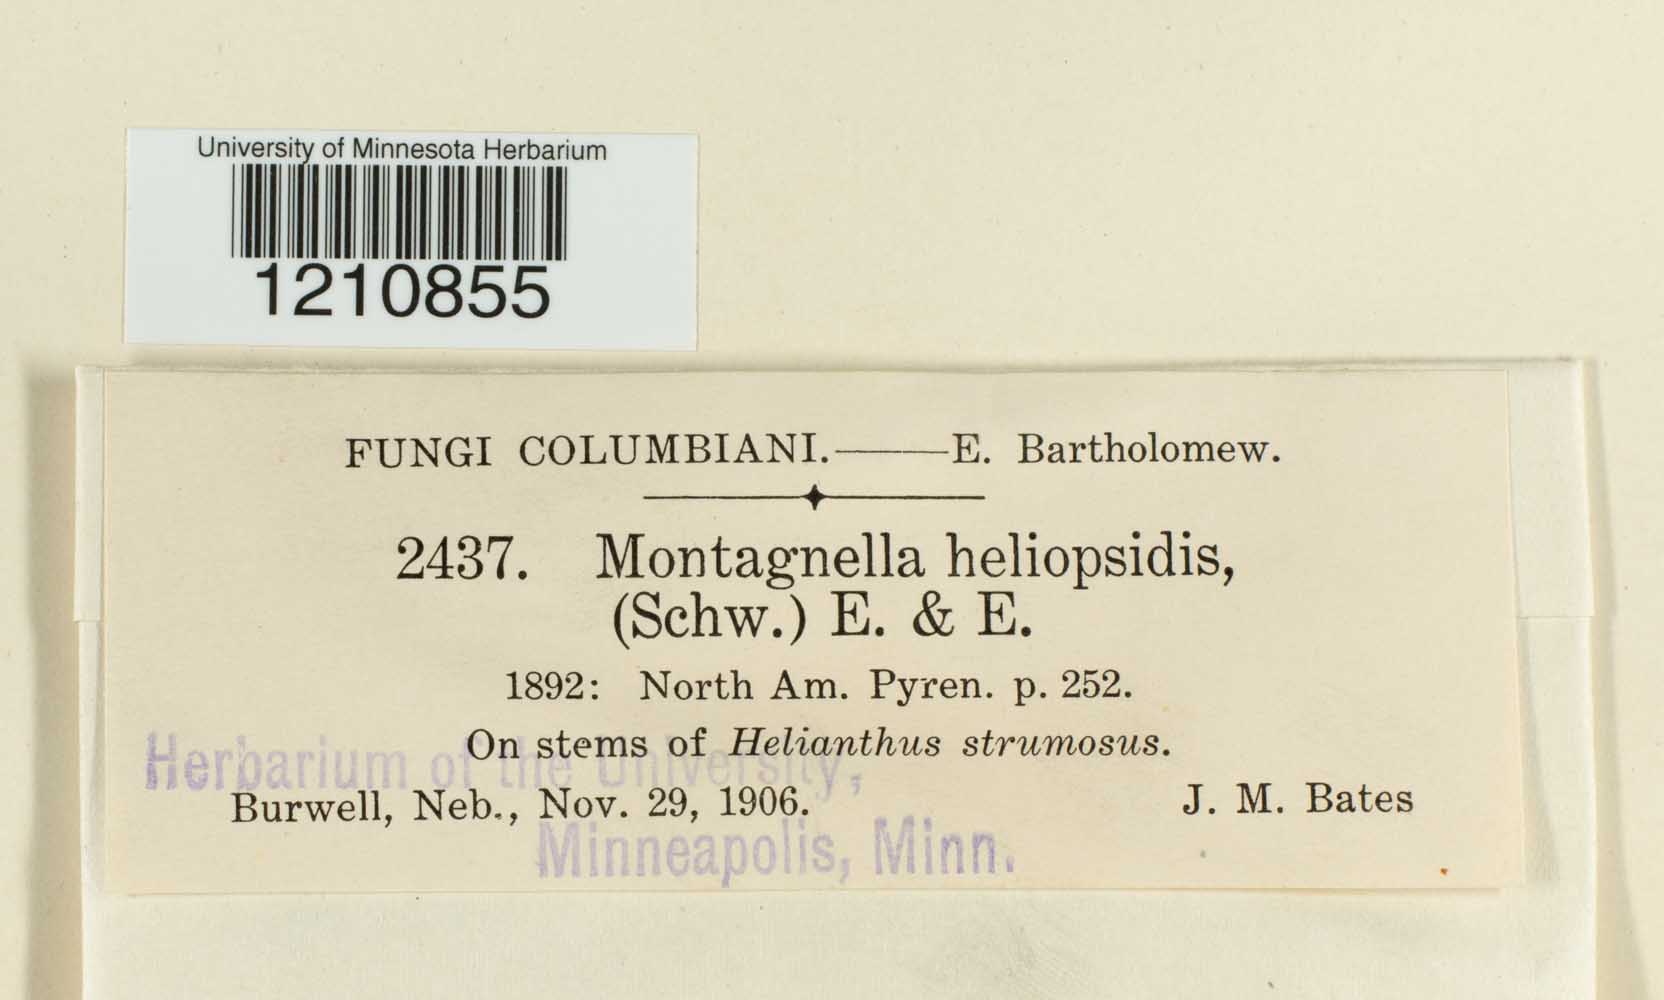 University of Minnesota Herbarium
1210855
FUNGI COLUMBIANI.——E. Bartholomew.
2437. Montagnella heliopsidis,
(Schw.) E. & E.
1892: North Am. Pyren. p. 252.
On stems of Helianthus strumosus.
Herbarium of the University,
Burwell, Neb., Nov. 29, 1906. J. M. Bates
Minneapolis, Minn.